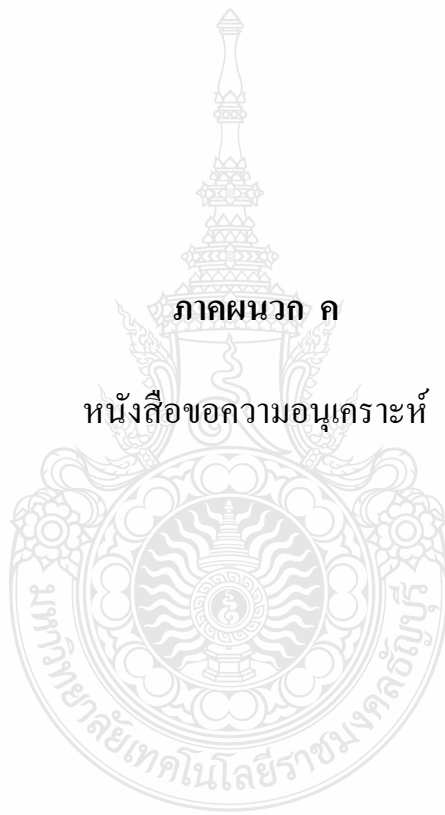 ภาคผนวก ค
หนังสือขอความอนุเคราะห์
มหาวิทยาลัยเทคโนโลยีราชมงคลธัญบุรี